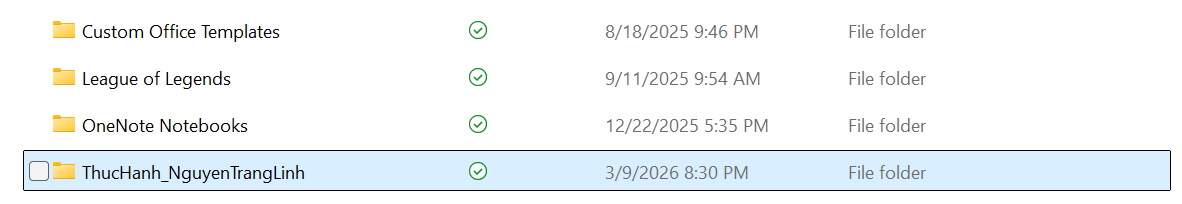 Custom Office Templates 8/18/2025 9:46 PM File folder
League of Legends 9/11/2025 9:54 AM File folder
OneNote Notebooks 12/22/2025 5:35 PM File folder
ThucHanh_NguyenTrangLinh 3/9/2026 8:30 PM File folder